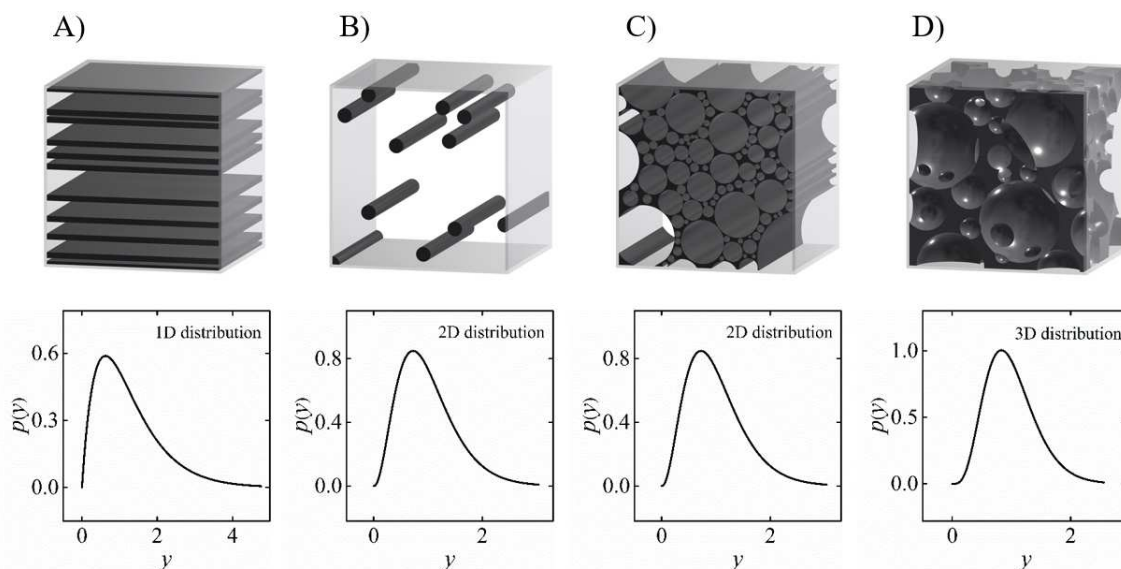 A) B) C) D)
1D distribution 2D distribution 2D distribution 3D distribution
0.6 0.8 0.8 1.0
0.3 0.4 0.4 0.5
0.0 0.0 0.0 0.0
p(y) p(y) p(y) p(y)
0 2 4 0 2 0 2 0 2
y y y y